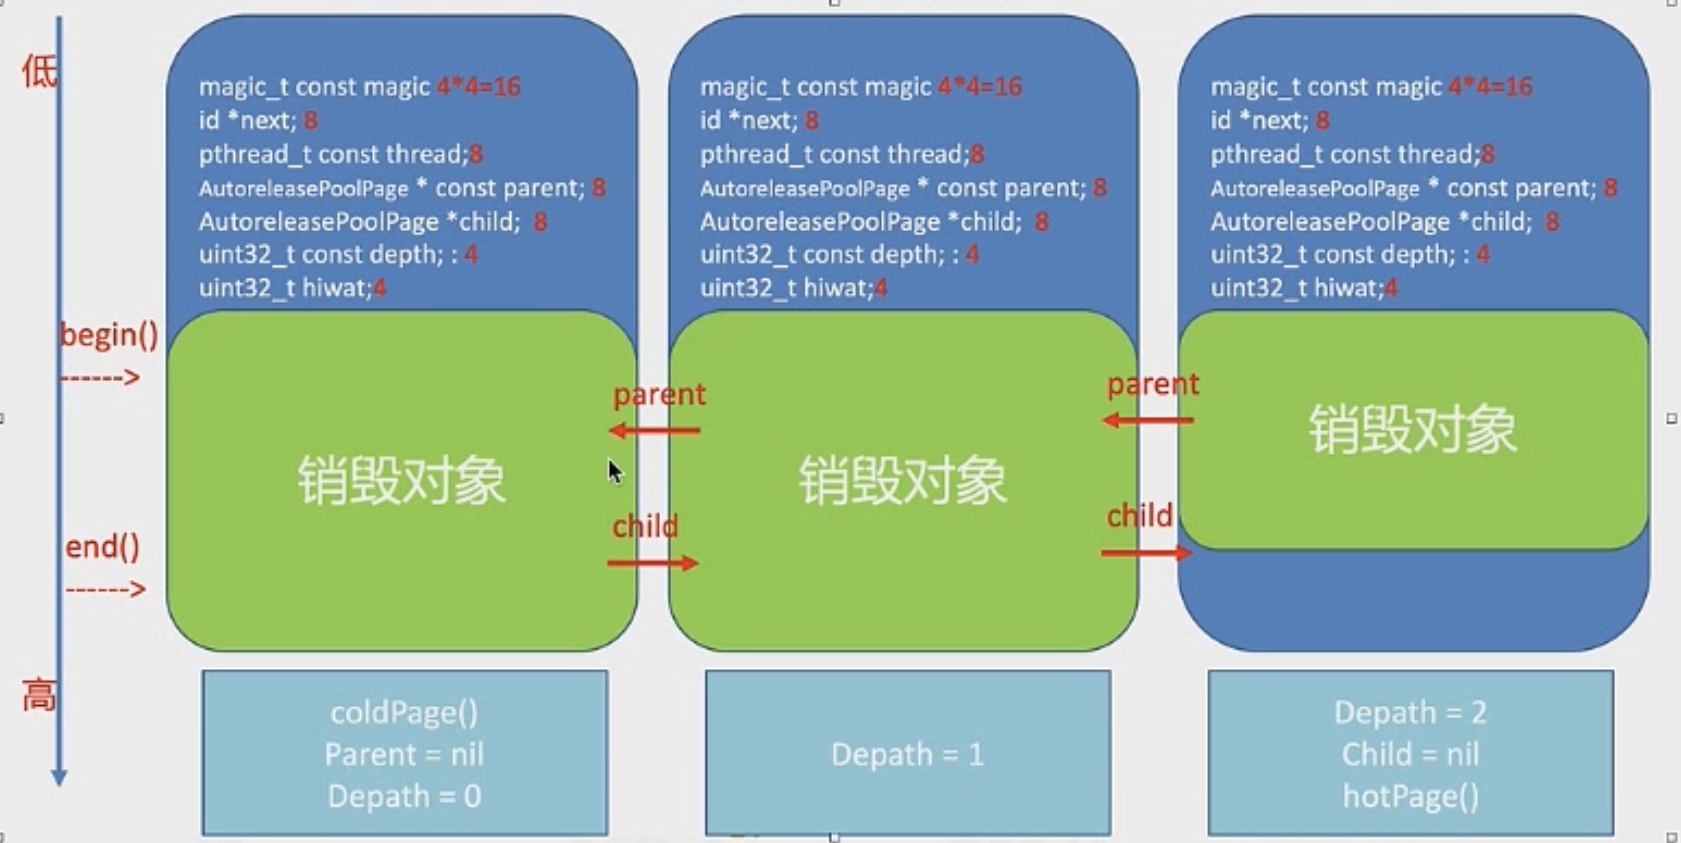 低
magic_t const magic 4*4=16
id *next; 8
pthread_t const thread;8
AutoreleasePoolPage * const parent; 8
AutoreleasePoolPage *child; 8
uint32_t const depth; : 4
uint32_t hiwat;4
magic_t const magic 4*4=16
id *next; 8
pthread_t const thread;8
AutoreleasePoolPage * const parent; 8
AutoreleasePoolPage *child; 8
uint32_t const depth; : 4
uint32_t hiwat;4
magic_t const magic 4*4=16
id *next; 8
pthread_t const thread;8
AutoreleasePoolPage * const parent; 8
AutoreleasePoolPage *child; 8
uint32_t const depth; : 4
uint32_t hiwat;4
begin()
------>
销毁对象
parent
child
销毁对象
parent
child
销毁对象
end()
------>
高
coldPage()
Parent = nil
Depath = 0
Depath = 1
Depath = 2
Child = nil
hotPage()